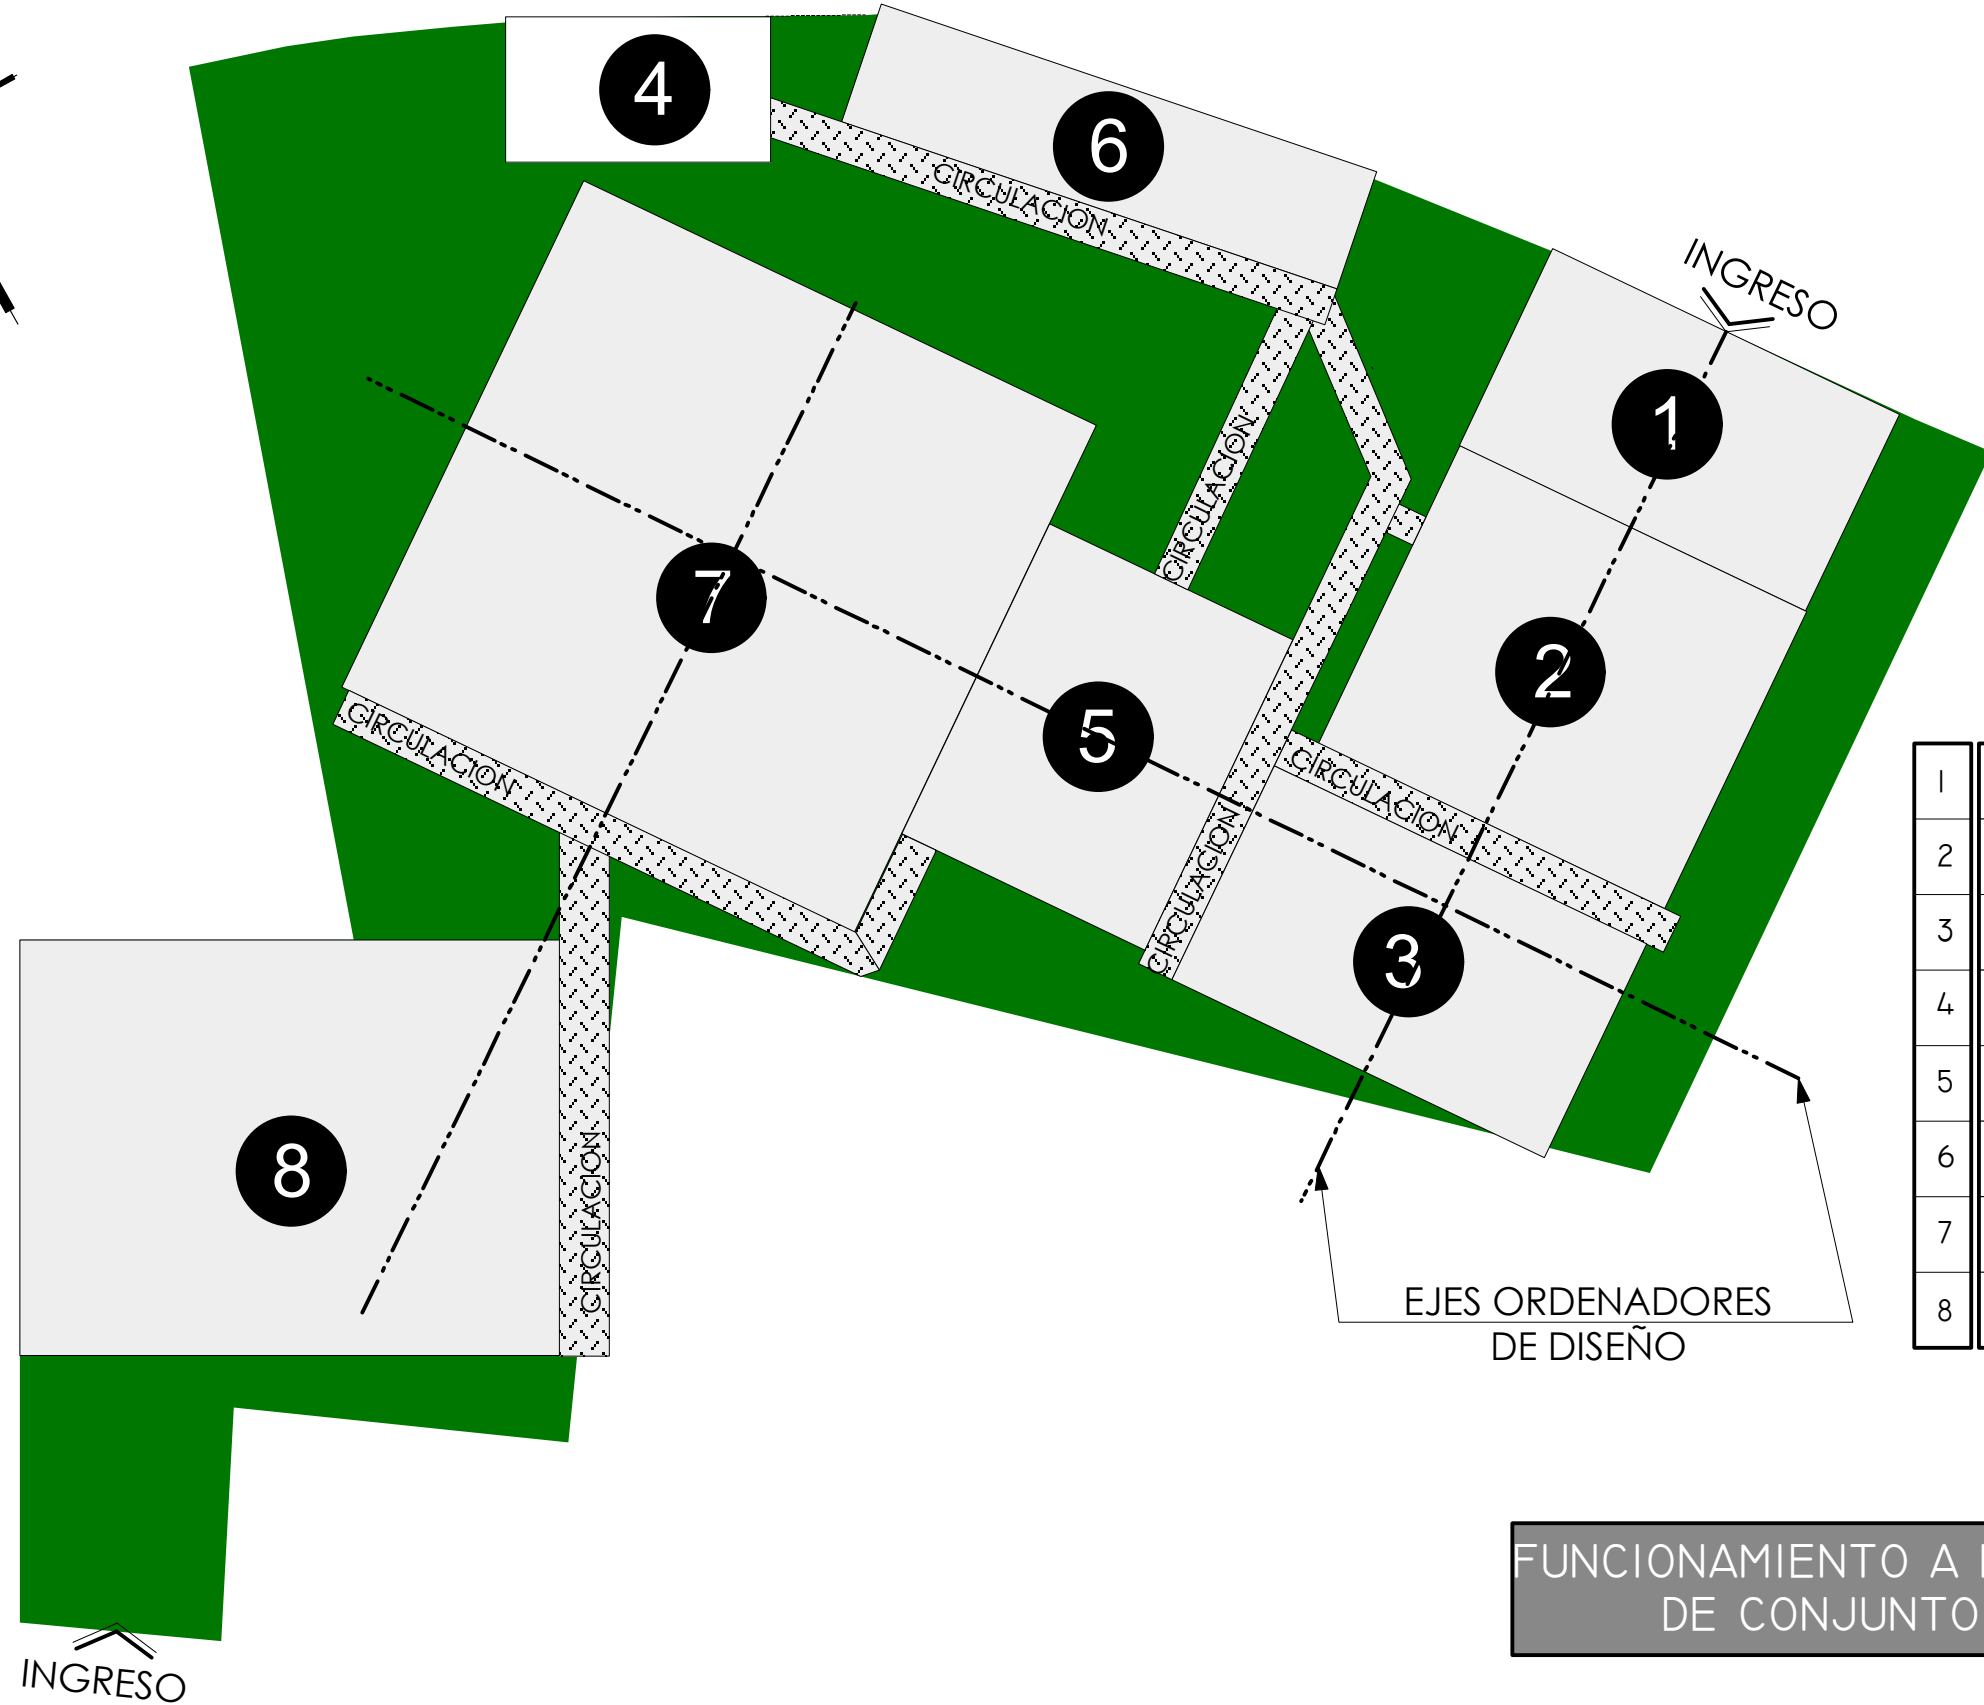 4
6
CIRCULACION
INGRESO
1
CIRCULACION
7
2
5
CIRCULACION
CIRCULACION
CIRCULACION
3
8
CIRCULACION
EJES ORDENADORES
DE DISEÑO
1
2
3
4
5
6
7
8
FUNCIONAMIENTO A
DE CONJUNTO
INGRESO